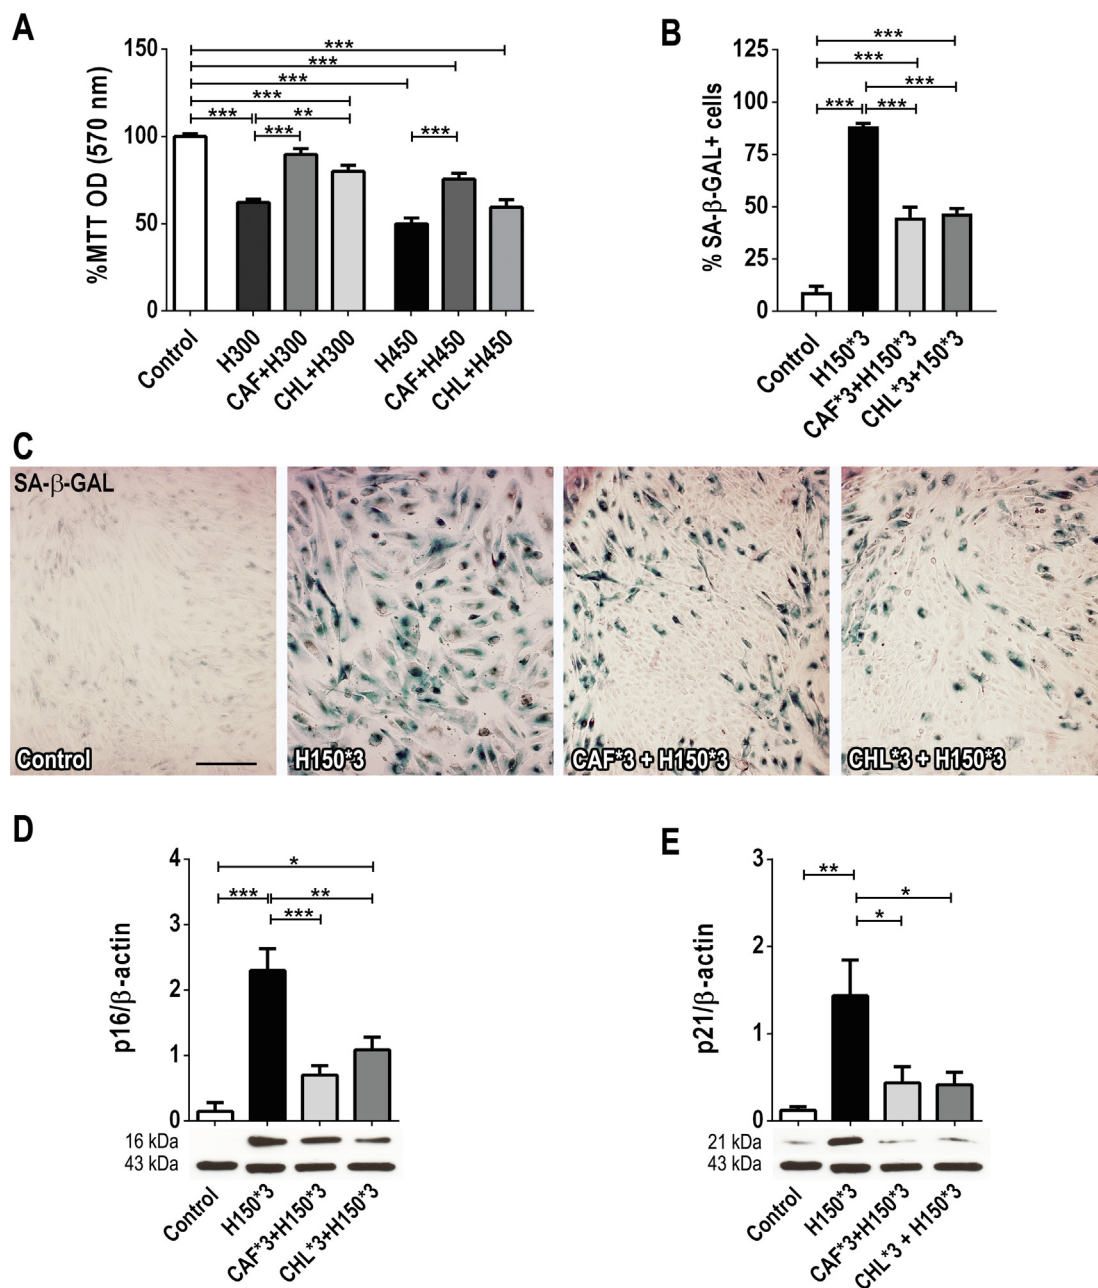 A
%MTT OD (570 nm)
150
100
50
0
***
***
***
***
***
**
***
***
Control
H300
CAF+H300
CHL+H300
H450
CAF+H450
CHL+H450
B
% SA-β-GAL+ cells
125
100
75
50
25
0
***
***
***
***
***
Control
H150*3
CAF*3+H150*3
CHL*3+150*3
C
SA-β-GAL
Control
H150*3
CAF*3 + H150*3
CHL*3 + H150*3
D
p16/β-actin
4
3
2
1
0
*
***
**
***
16 kDa
43 kDa
Control
H150*3
CAF*3+H150*3
CHL*3+H150*3
E
p21/β-actin
3
2
1
0
**
*
*
21 kDa
43 kDa
Control
H150*3
CAF*3+H150*3
CHL*3 + H150*3